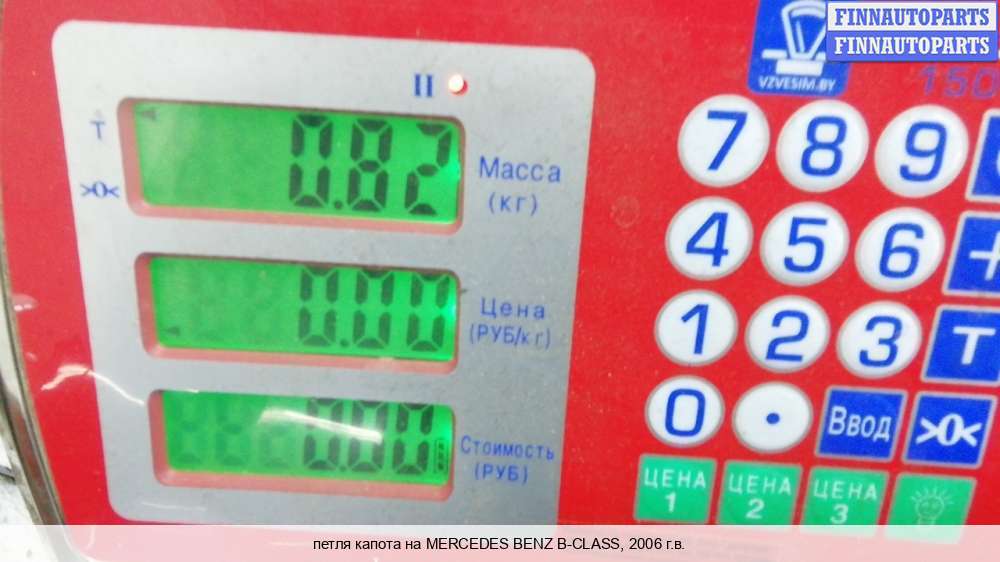 FINNAUTOPARTS
FINNAUTOPARTS
VZVESIM.BY
150
II
T
>0<
0.82
Масса
(кг)
0.00
Цена
(РУБ/кг)
0.00
Стоимость
(РУБ)
7 8 9
4 5 6 +
1 2 3 T
0 . Ввод >0<
ЦЕНА 1 ЦЕНА 2 ЦЕНА 3
петля капота на MERCEDES BENZ B-CLASS, 2006 г.в.